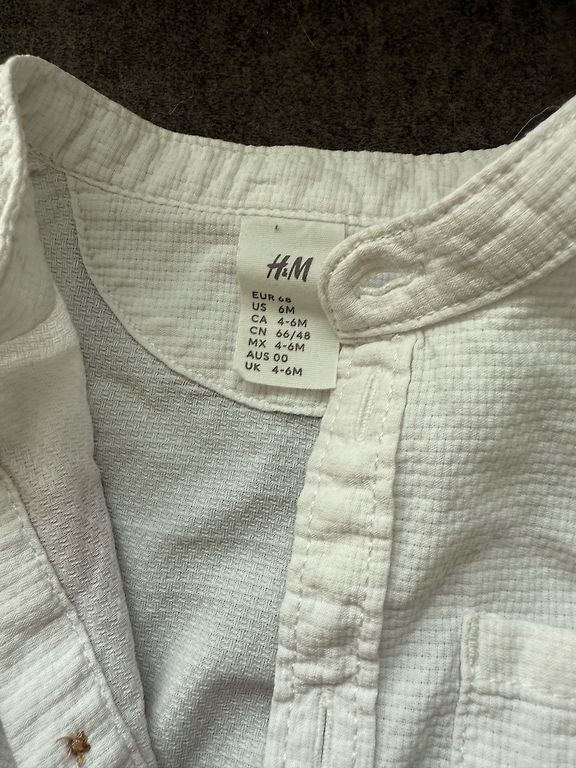 H&M
EUR 68
US 6M
CA 4-6M
CN 66/48
MX 4-6M
AUS 00
UK 4-6M